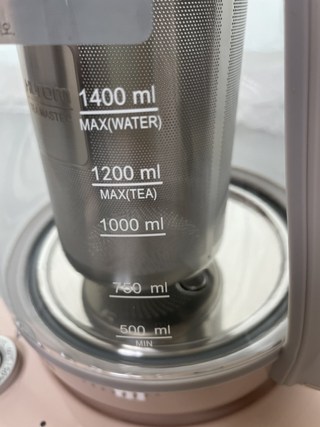 1400 ml
MAX(WATER)
1200 ml
MAX(TEA)
1000 ml
750 ml
500 ml
MIN